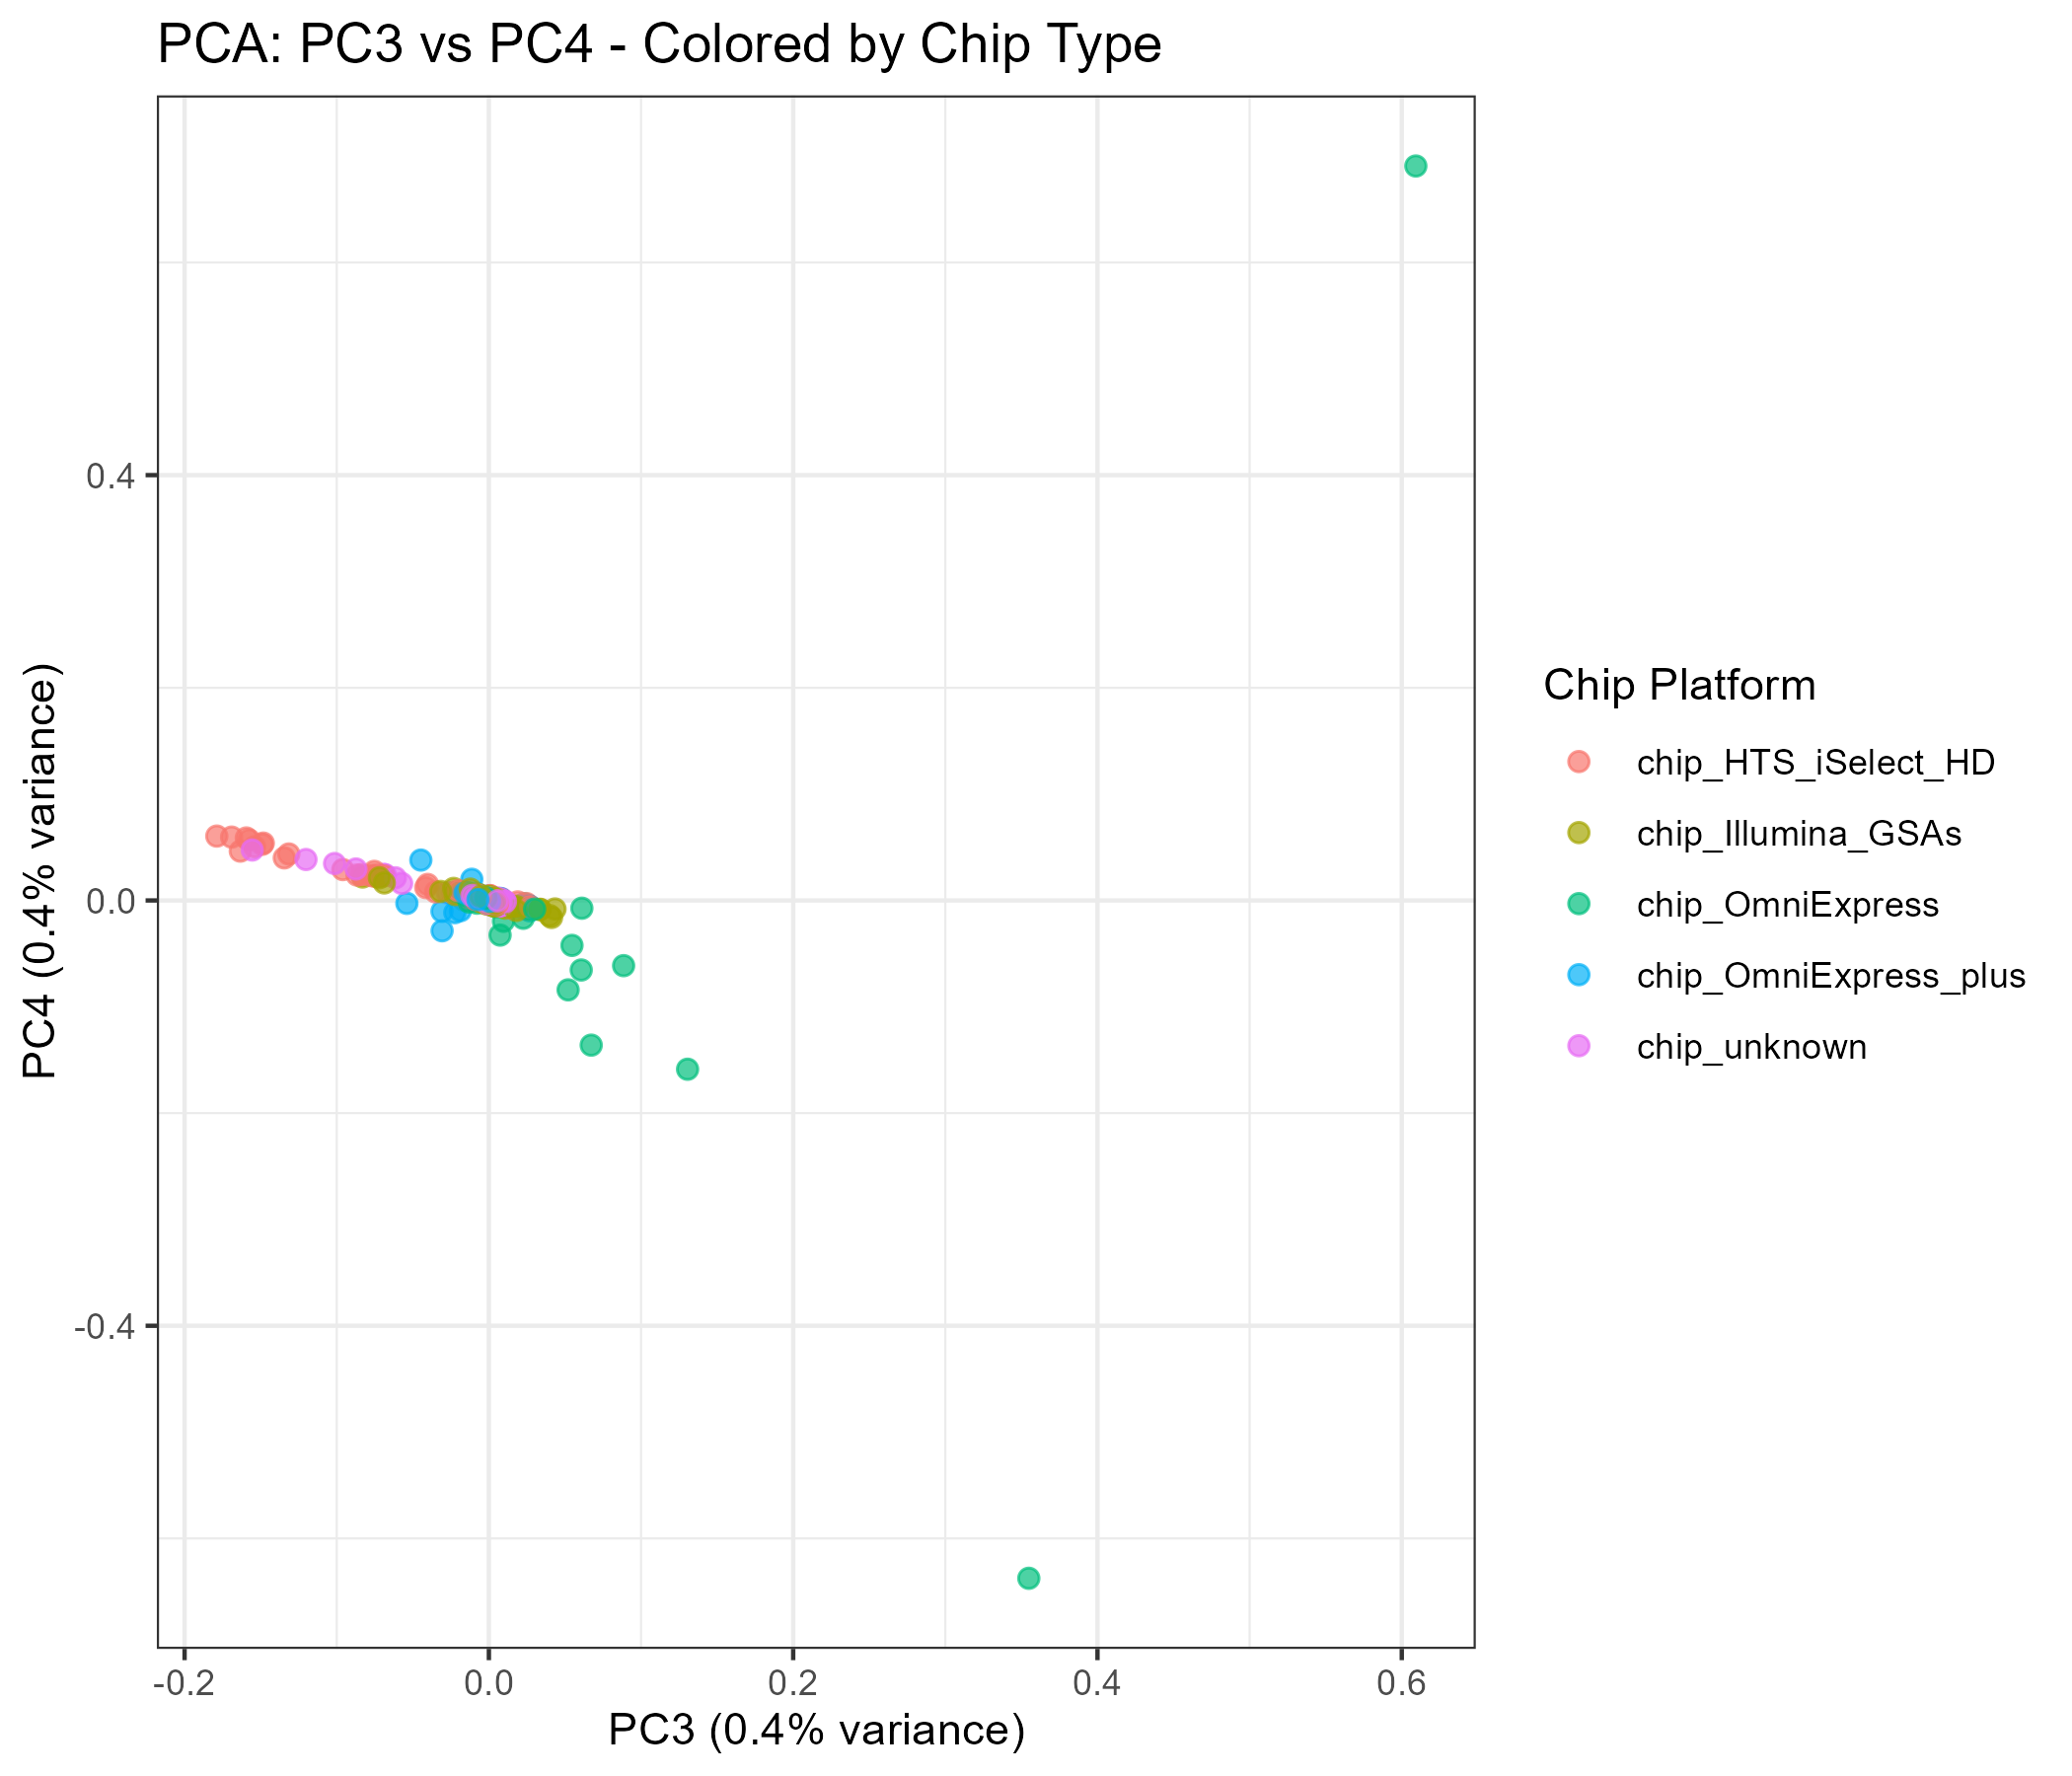 PCA: PC3 vs PC4 - Colored by Chip Type
PC4 (0.4% variance)
0.4
0.0
-0.4
-0.2
0.0
0.2
0.4
0.6
PC3 (0.4% variance)
Chip Platform
chip_HTS_iSelect_HD
chip_Illumina_GSAs
chip_OmniExpress
chip_OmniExpress_plus
chip_unknown